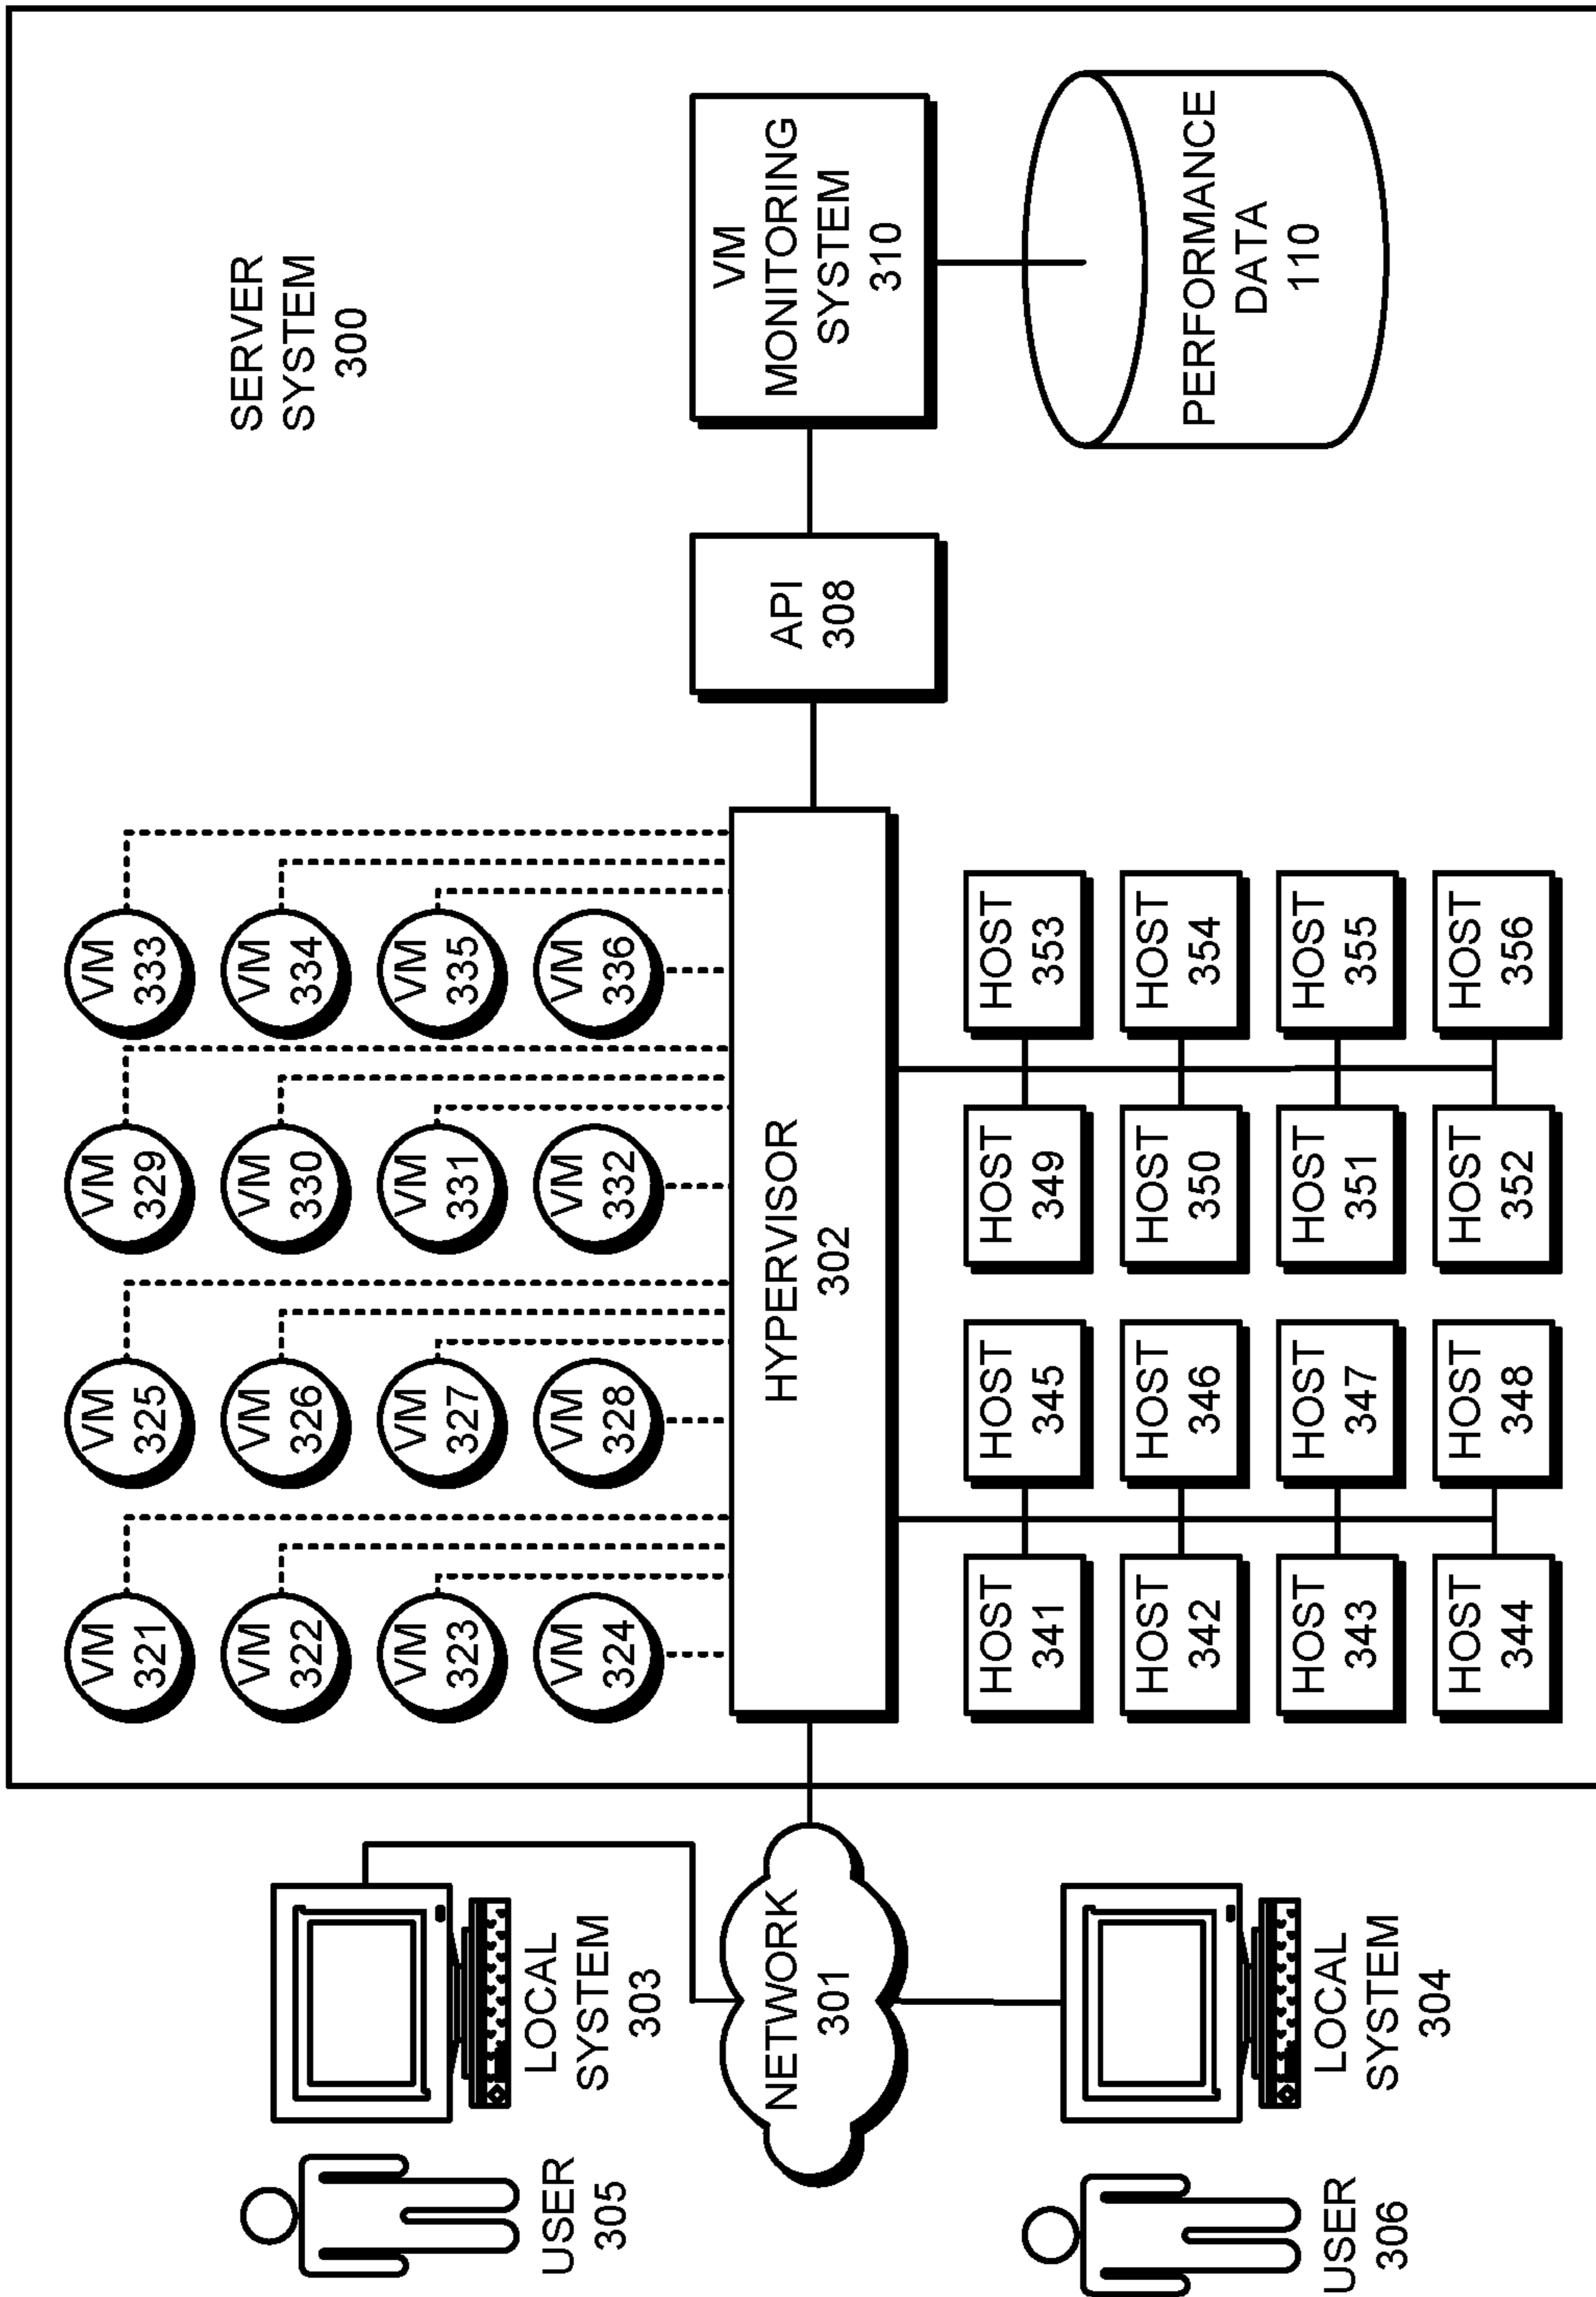 SERVER
SYSTEM
300
VM
321
VM
325
VM
329
VM
333
VM
322
VM
326
VM
330
VM
334
VM
323
VM
327
VM
331
VM
335
VM
324
VM
328
VM
332
VM
336
USER
305
LOCAL
SYSTEM
303
NETWORK
301
HYPERVISOR
302
API
308
VM
MONITORING
SYSTEM
310
HOST
341
HOST
345
HOST
349
HOST
353
HOST
342
HOST
346
HOST
350
HOST
354
HOST
343
HOST
347
HOST
351
HOST
355
HOST
344
HOST
348
HOST
352
HOST
356
PERFORMANCE
DATA
110
USER
306
LOCAL
SYSTEM
304